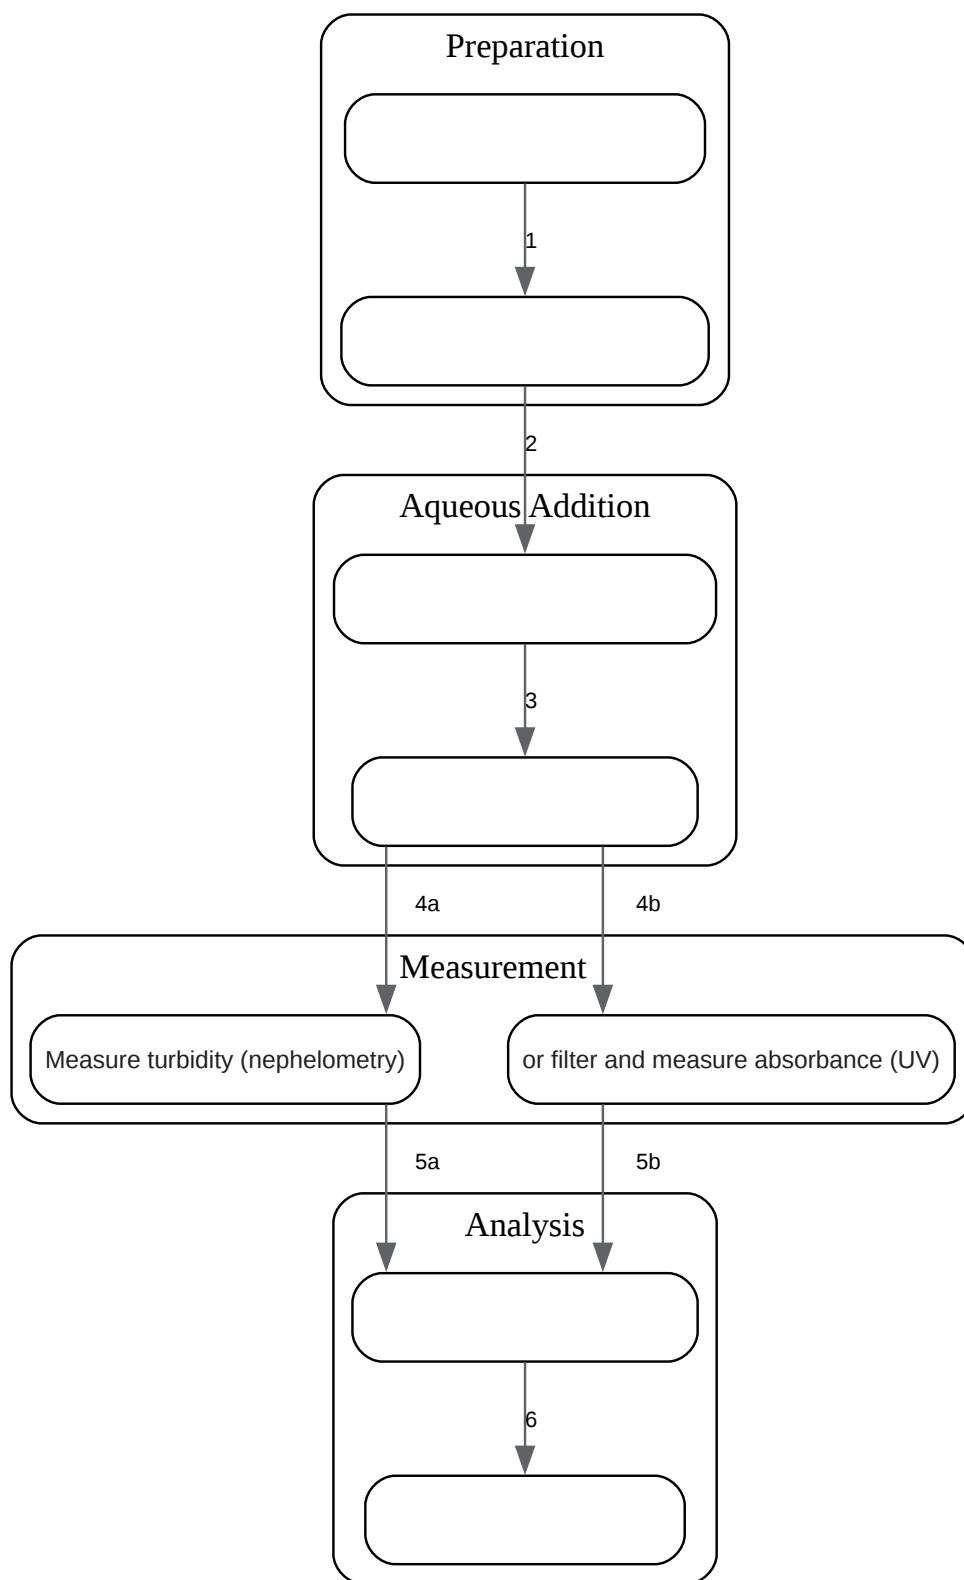 Preparation
1
2
Aqueous Addition
3
4a
4b
Measurement
Measure turbidity (nephelometry)
or filter and measure absorbance (UV)
5a
5b
Analysis
6